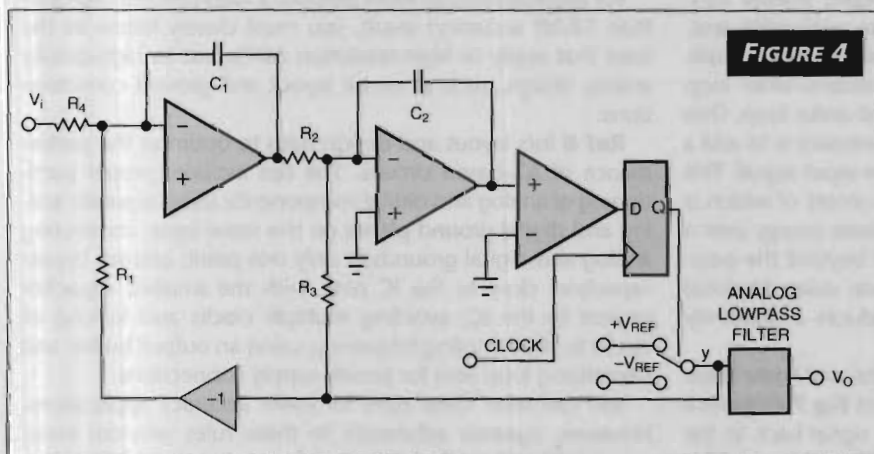 FIGURE 4
C₁
Vᵢ
R₄
−
+
R₂
C₂
−
+
+
−
D Q
R₁
R₃
CLOCK
+VREF
−VREF
y
ANALOG
LOWPASS
FILTER
Vₒ
−1